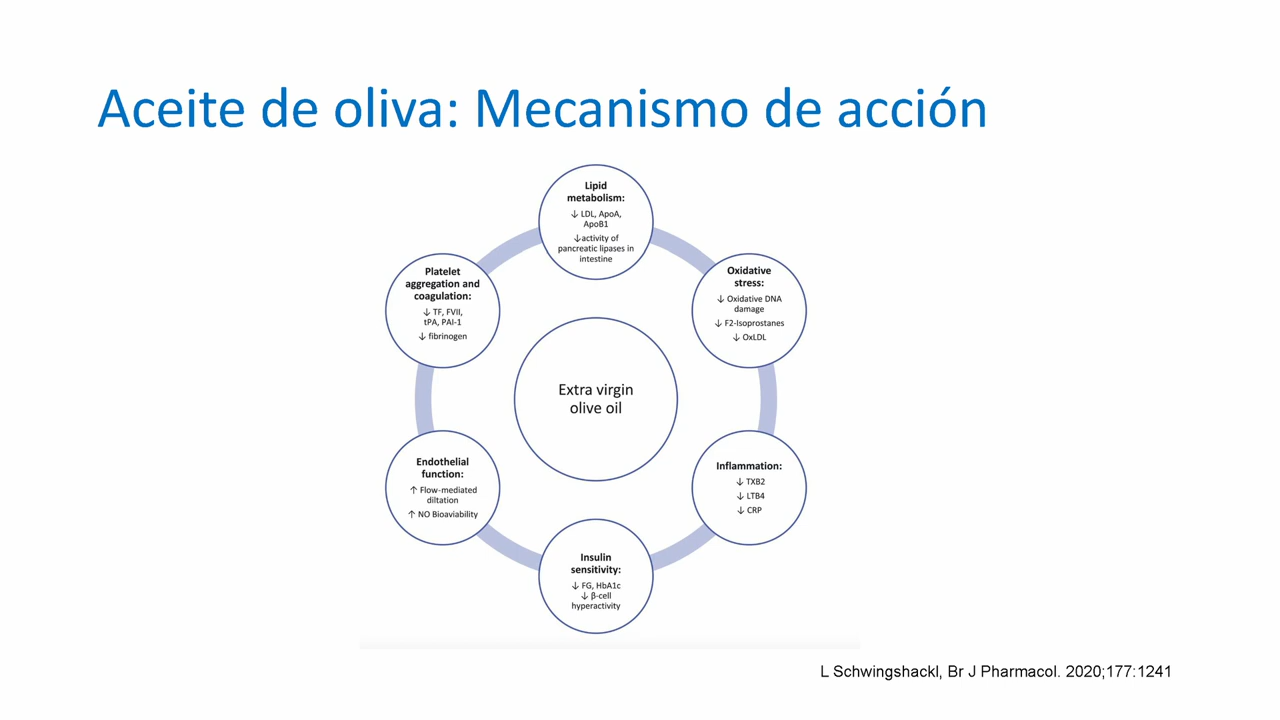 Aceite de oliva: Mecanismo de acción
Lipid
metabolism:
↓ LDL, ApoA,
ApoB1
↓activity of
pancreatic lipases in
intestine
Platelet
aggregation and
coagulation:
↓ TF, FVII,
tPA, PAI-1
↓ fibrinogen
Oxidative
stress:
↓ Oxidative DNA
damage
↓ F2-Isoprostanes
↓ OxLDL
Extra virgin
olive oil
Endothelial
function:
↑ Flow-mediated
diltation
↑ NO Bioaviability
Inflammation:
↓ TXB2
↓ LTB4
↓ CRP
Insulin
sensitivity:
↓ FG, HbA1c
↓ β-cell
hyperactivity
L Schwingshackl, Br J Pharmacol. 2020;177:1241